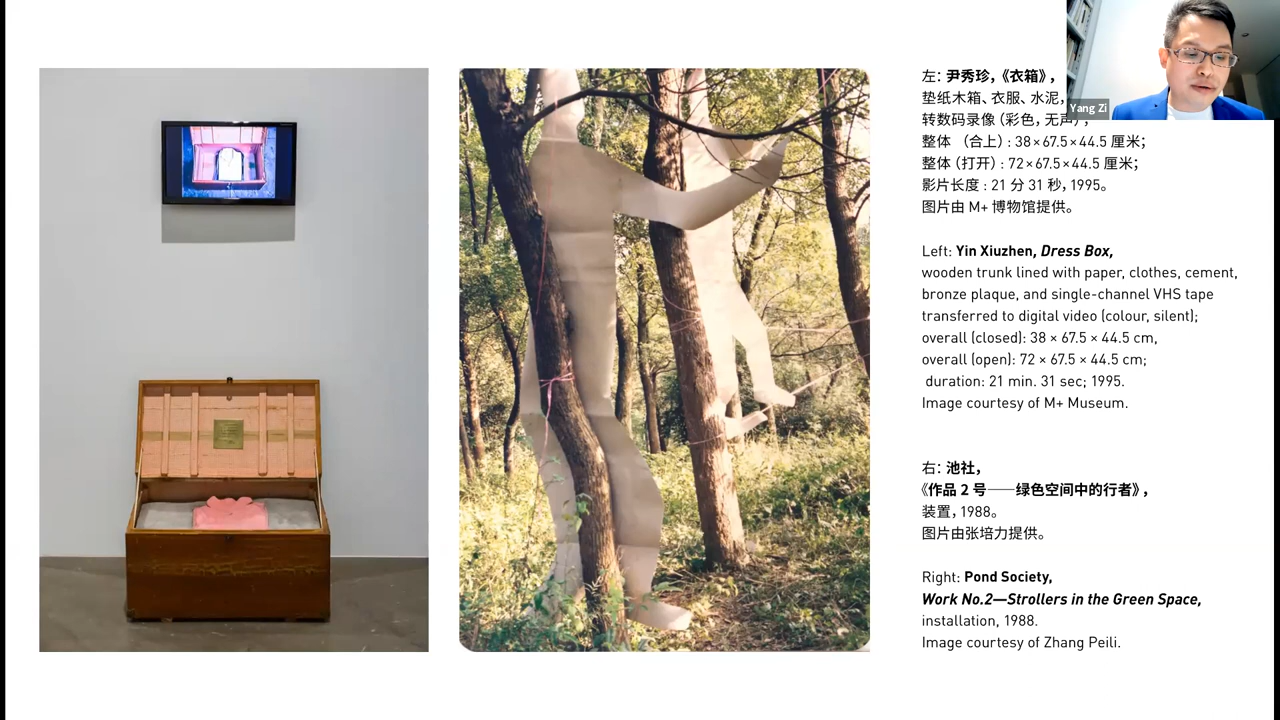 左：尹秀珍，《衣箱》，
垫纸木箱、衣服、水泥，
转数码录像（彩色，无声）；
整体 （合上）：38×67.5×44.5 厘米；
整体（打开）：72×67.5×44.5 厘米；
影片长度：21 分 31 秒，1995。
图片由 M+ 博物馆提供。
Left: Yin Xiuzhen, Dress Box,
wooden trunk lined with paper, clothes, cement,
bronze plaque, and single-channel VHS tape
transferred to digital video (colour, silent);
overall (closed): 38 × 67.5 × 44.5 cm,
overall (open): 72 × 67.5 × 44.5 cm;
duration: 21 min. 31 sec; 1995.
Image courtesy of M+ Museum.
右：池社，
《作品 2 号——绿色空间中的行者》，
装置，1988。
图片由张培力提供。
Right: Pond Society,
Work No.2—Strollers in the Green Space,
installation, 1988.
Image courtesy of Zhang Peili.
Yang Zi